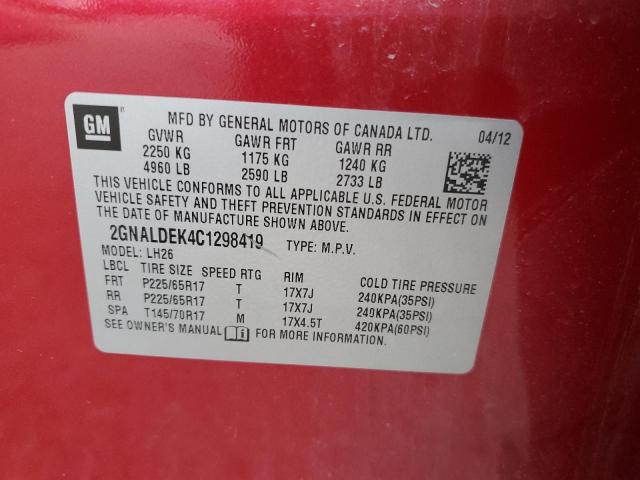 GM
MFD BY GENERAL MOTORS OF CANADA LTD. 04/12
GVWR GAWR FRT GAWR RR
2250 KG 1175 KG 1240 KG
4960 LB 2590 LB 2733 LB
THIS VEHICLE CONFORMS TO ALL APPLICABLE U.S. FEDERAL MOTOR
VEHICLE SAFETY AND THEFT PREVENTION STANDARDS IN EFFECT ON
THE DATE OF MANUFACTURE SHOWN ABOVE.
2GNALDEK4C1298419 TYPE: M.P.V.
MODEL: LH26
LBCL TIRE SIZE SPEED RTG RIM COLD TIRE PRESSURE
FRT P225/65R17 T 17X7J 240KPA(35PSI)
RR P225/65R17 T 17X7J 240KPA(35PSI)
SPA T145/70R17 M 17X4.5T 420KPA(60PSI)
SEE OWNER'S MANUAL FOR MORE INFORMATION.